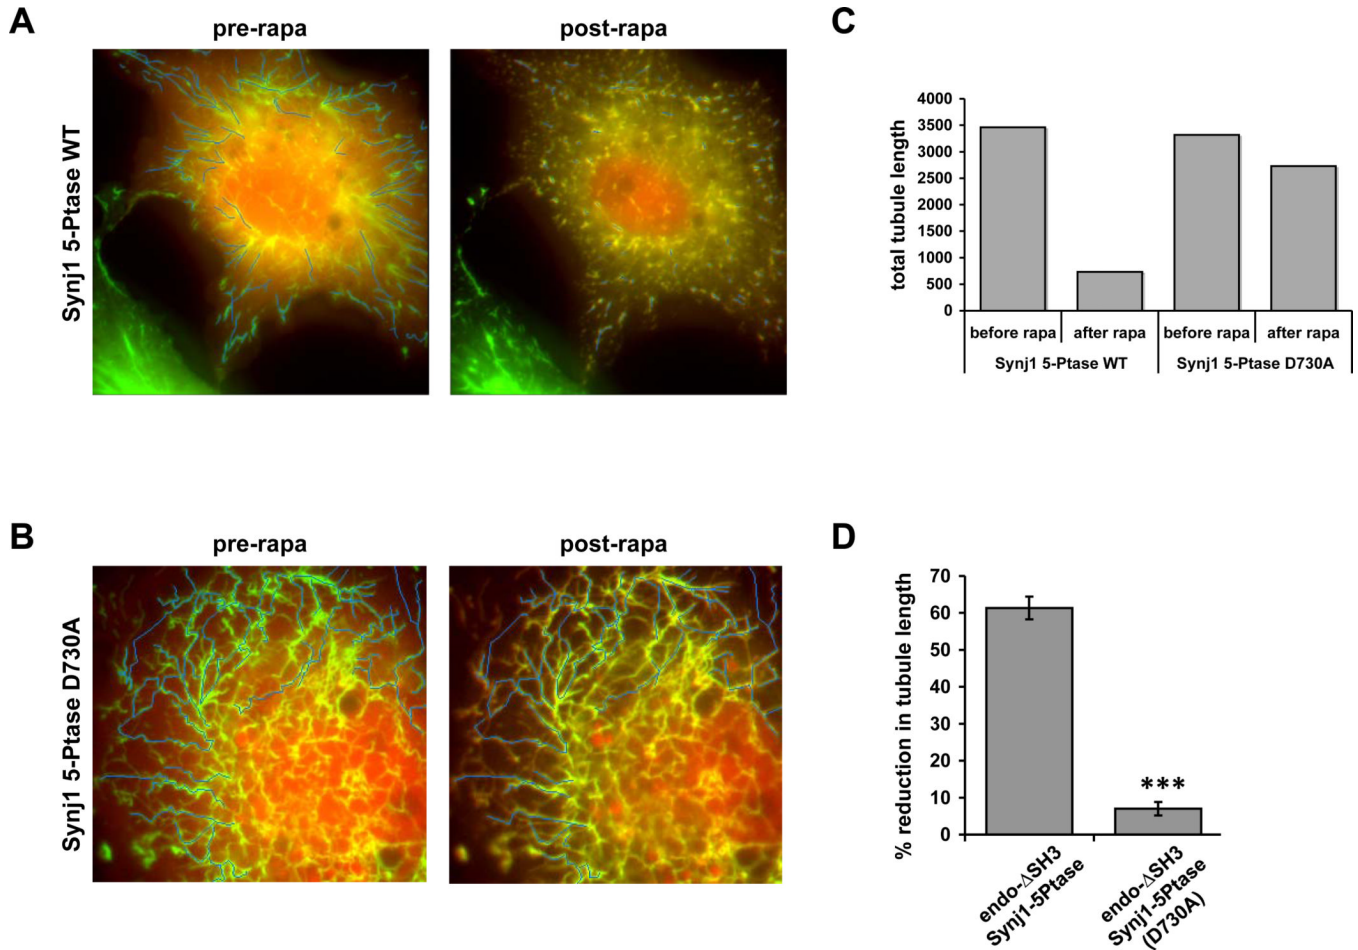 A
pre-rapa
post-rapa
Synj1 5-Ptase WT
C
total tubule length
4000
3500
3000
2500
2000
1500
1000
500
0
before rapa
after rapa
before rapa
after rapa
Synj1 5-Ptase WT
Synj1 5-Ptase D730A
B
pre-rapa
post-rapa
Synj1 5-Ptase D730A
D
% reduction in tubule length
70
60
50
40
30
20
10
0
***
endo-ΔSH3
Synj1-5Ptase
endo-ΔSH3
Synj1-5Ptase
(D730A)